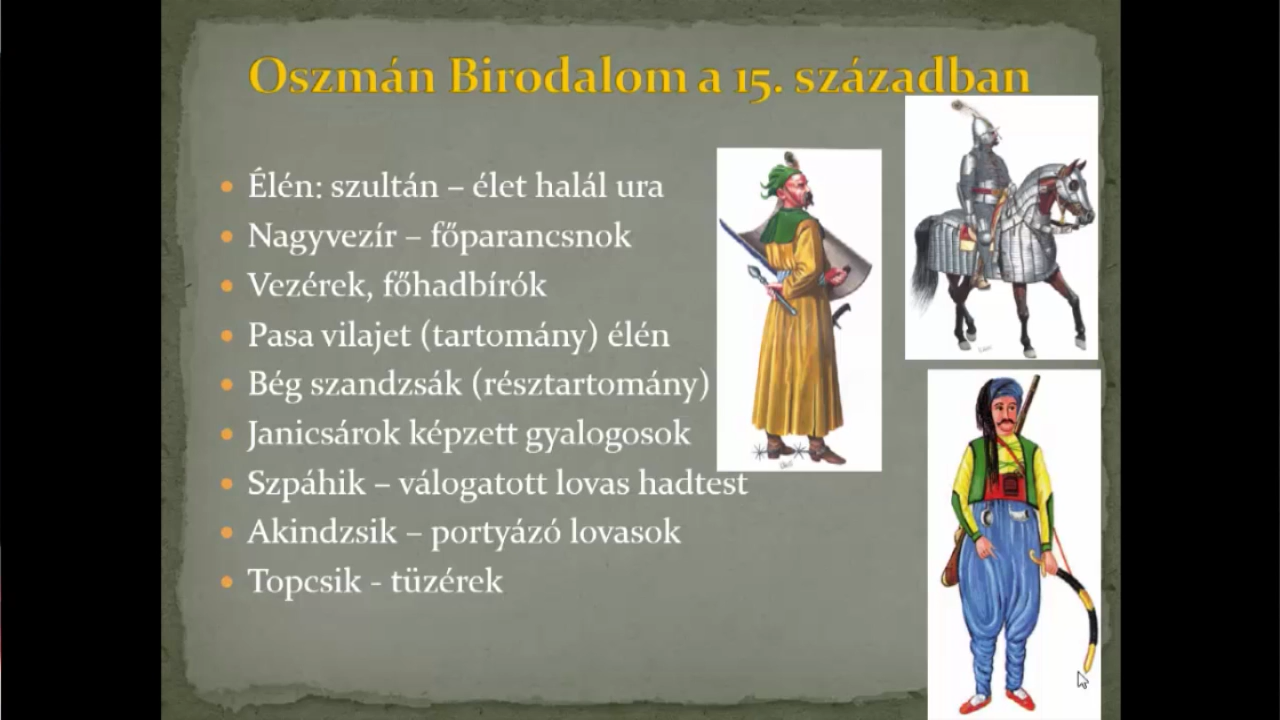 Oszmán Birodalom a 15. században
Élén: szultán – élet halál ura
Nagyvezír – főparancsnok
Vezérek, főhadbírók
Pasa vilajet (tartomány) élén
Bég szandzsák (résztartomány)
Janicsárok képzett gyalogosok
Szpáhik – válogatott lovas hadtest
Akindzsik – portyázó lovasok
Topcsik - tüzérek